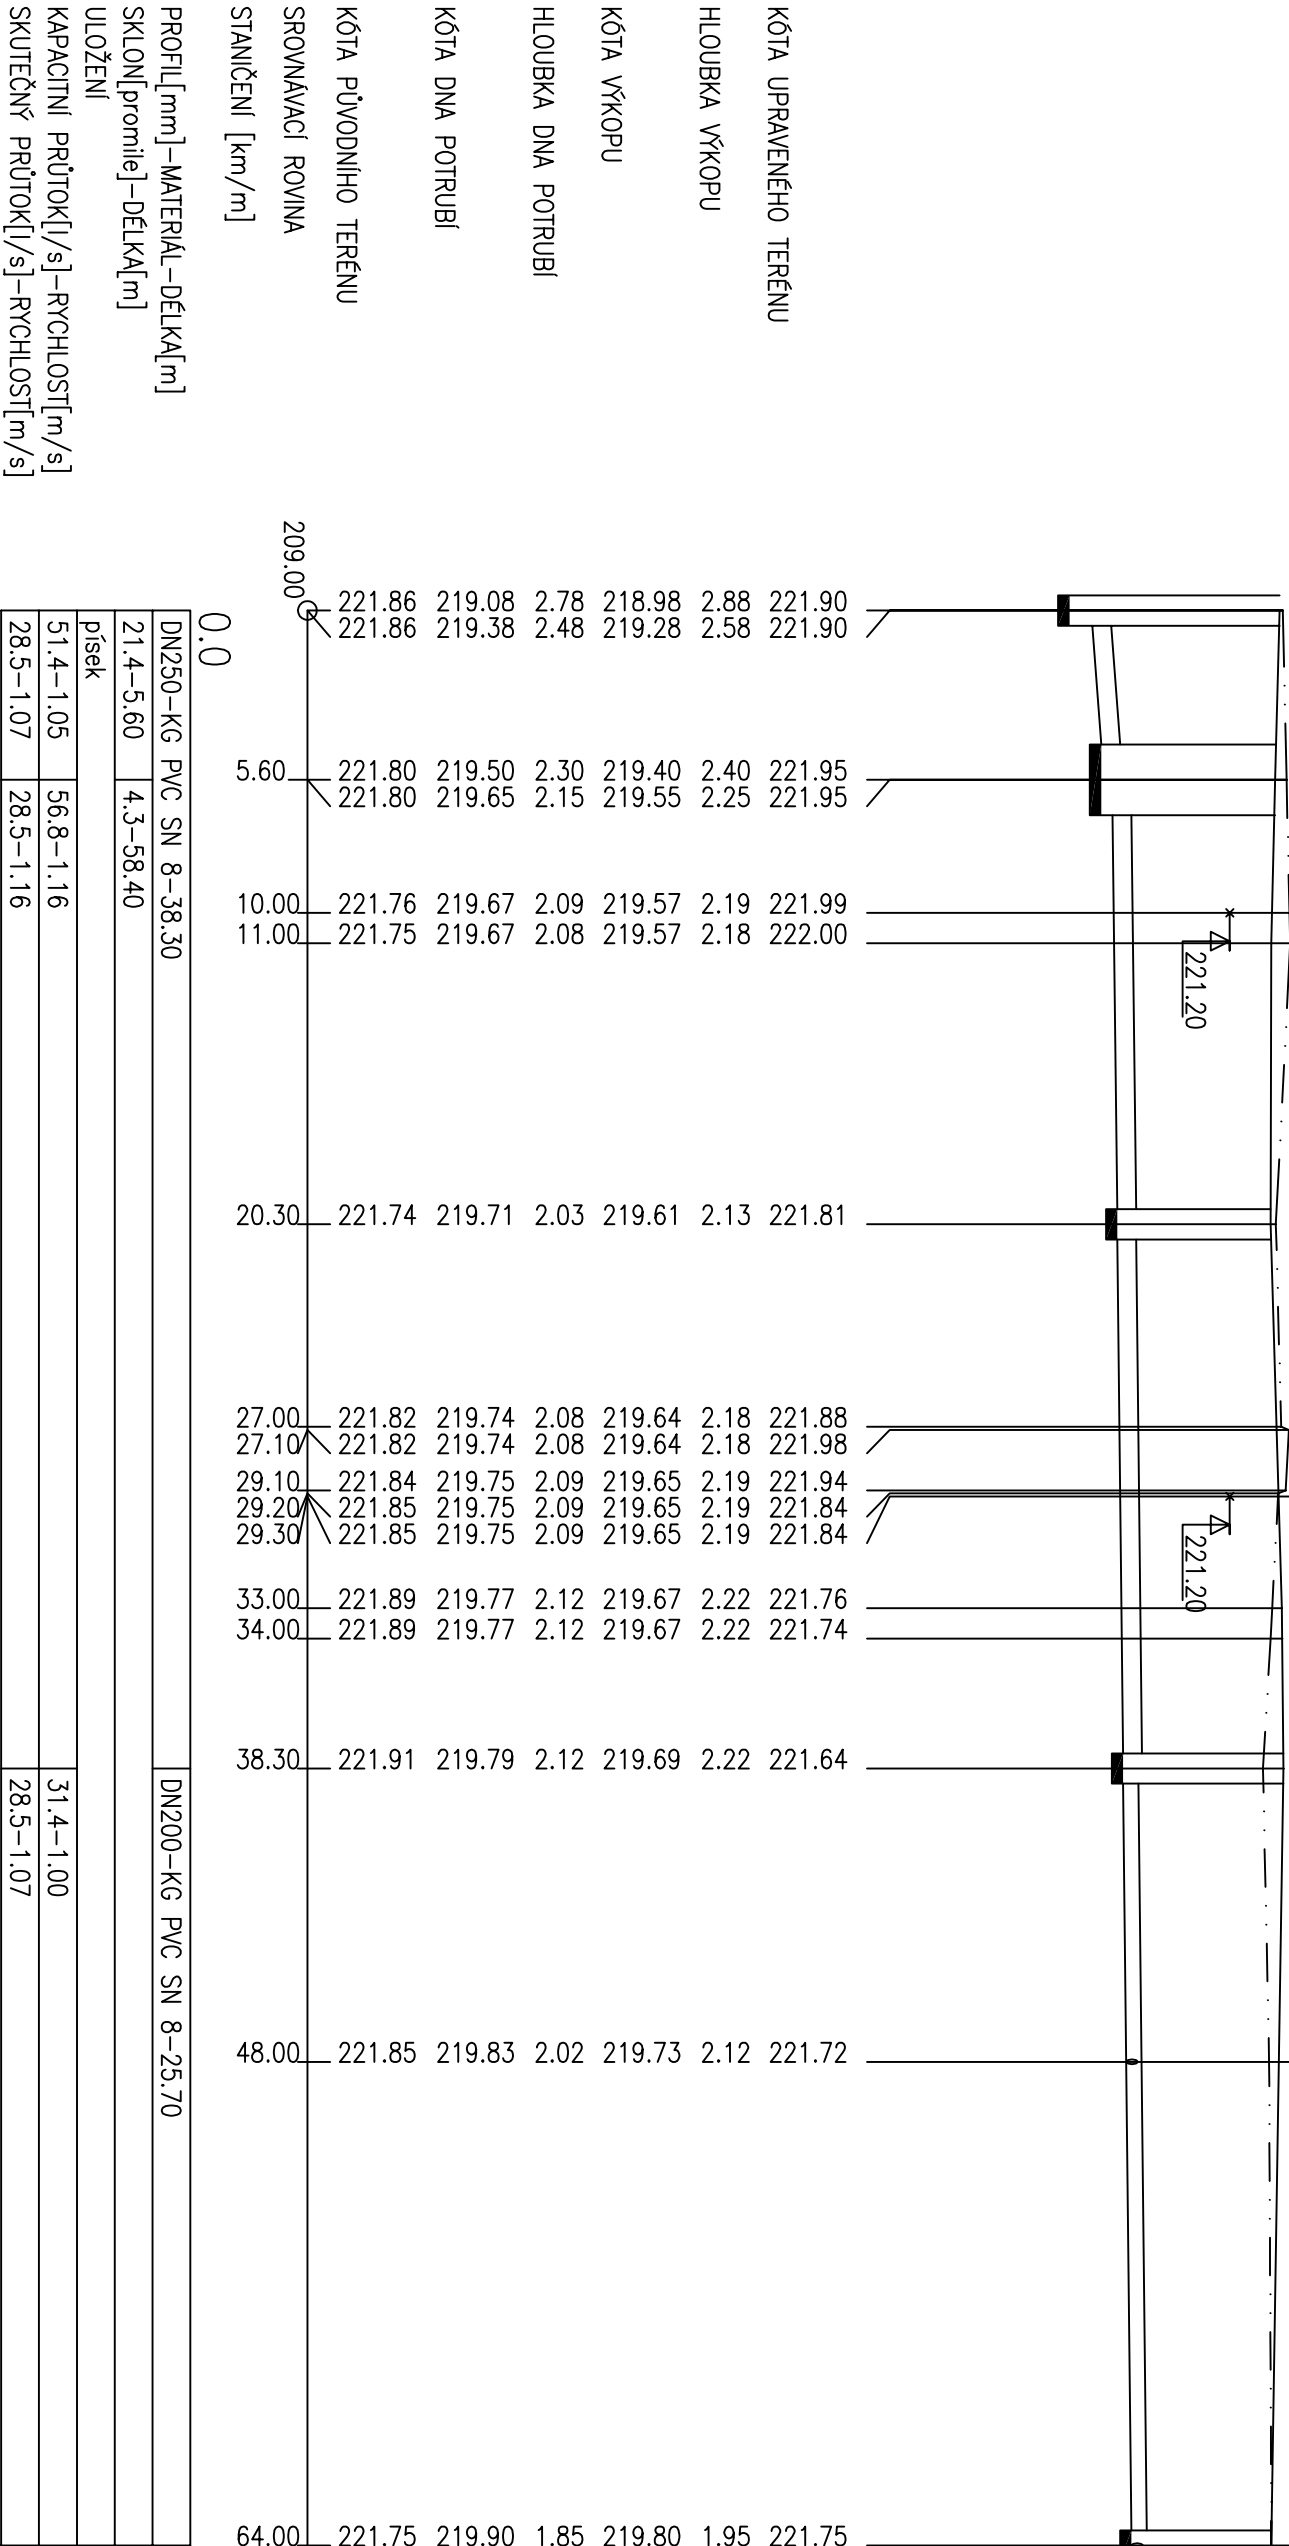 KÓTA UPRAVENÉHO TERÉNU
HLOUBKA VÝKOPU
KÓTA VÝKOPU
HLOUBKA DNA POTRUBÍ
KÓTA DNA POTRUBÍ
KÓTA PŮVODNÍHO TERÉNU
SROVNÁVACÍ ROVINA
STANIČENÍ [km/m]
PROFIL[mm]-MATERIÁL-DÉLKA[m]
SKLON[promile]-DÉLKA[m]
ULOŽENÍ
KAPACITNÍ PRŮTOK[l/s]-RYCHLOST[m/s]
SKUTEČNÝ PRŮTOK[l/s]-RYCHLOST[m/s]
209.00
221.86 219.08 2.78 218.98 2.88 221.90
221.86 219.38 2.48 219.28 2.58 221.90
5.60 221.80 219.50 2.30 219.40 2.40 221.95
221.80 219.65 2.15 219.55 2.25 221.95
10.00 221.76 219.67 2.09 219.57 2.19 221.99
11.00 221.75 219.67 2.08 219.57 2.18 222.00
221.20
20.30 221.74 219.71 2.03 219.61 2.13 221.81
27.00 221.82 219.74 2.08 219.64 2.18 221.88
27.10 221.82 219.74 2.08 219.64 2.18 221.98
29.10 221.84 219.75 2.09 219.65 2.19 221.94
29.20 221.85 219.75 2.09 219.65 2.19 221.84
29.30 221.85 219.75 2.09 219.65 2.19 221.84
221.20
33.00 221.89 219.77 2.12 219.67 2.22 221.76
34.00 221.89 219.77 2.12 219.67 2.22 221.74
38.30 221.91 219.79 2.12 219.69 2.22 221.64
48.00 221.85 219.83 2.02 219.73 2.12 221.72
64.00 221.75 219.90 1.85 219.80 1.95 221.75
0.0
DN250-KG PVC SN 8-38.30 DN200-KG PVC SN 8-25.70
21.4-5.60 4.3-58.40
písek
51.4-1.05 56.8-1.16 31.4-1.00
28.5-1.07 28.5-1.16 28.5-1.07